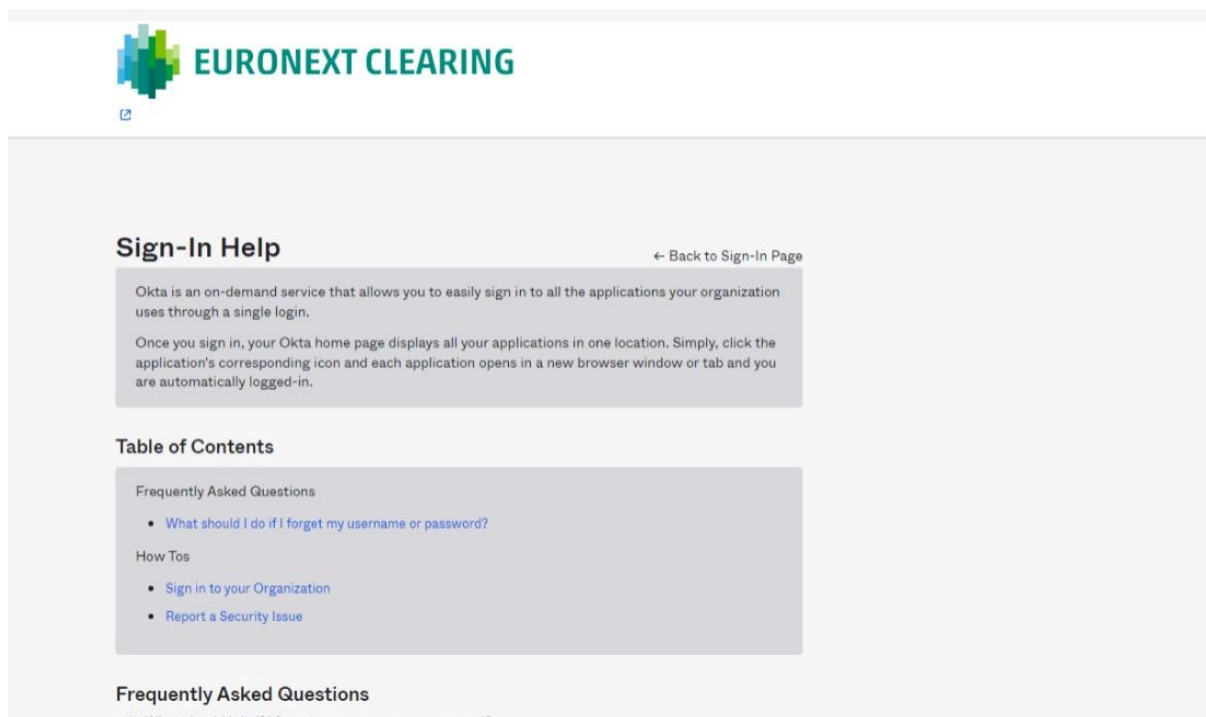 EURONEXT CLEARING
Sign-In Help
← Back to Sign-In Page
Okta is an on-demand service that allows you to easily sign in to all the applications your organization
uses through a single login.
Once you sign in, your Okta home page displays all your applications in one location. Simply, click the
application's corresponding icon and each application opens in a new browser window or tab and you
are automatically logged-in.
Table of Contents
Frequently Asked Questions
• What should I do if I forget my username or password?
How Tos
• Sign in to your Organization
• Report a Security Issue
Frequently Asked Questions